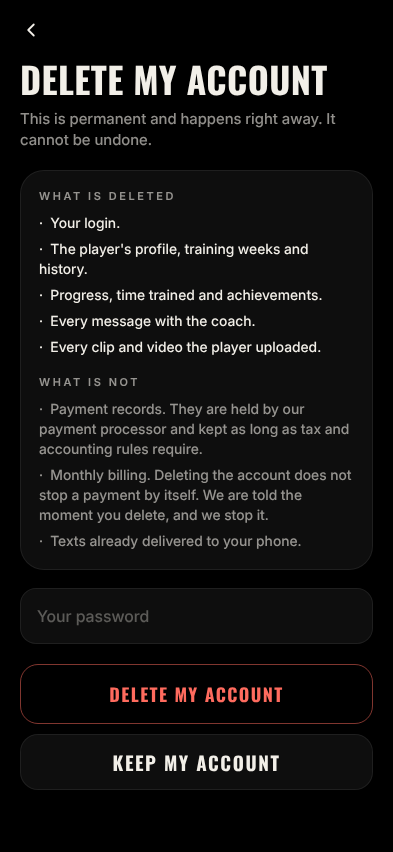 DELETE MY ACCOUNT
This is permanent and happens right away. It
cannot be undone.
WHAT IS DELETED
· Your login.
· The player's profile, training weeks and
history.
· Progress, time trained and achievements.
· Every message with the coach.
· Every clip and video the player uploaded.
WHAT IS NOT
· Payment records. They are held by our
payment processor and kept as long as tax and
accounting rules require.
· Monthly billing. Deleting the account does not
stop a payment by itself. We are told the
moment you delete, and we stop it.
· Texts already delivered to your phone.
Your password
DELETE MY ACCOUNT
KEEP MY ACCOUNT